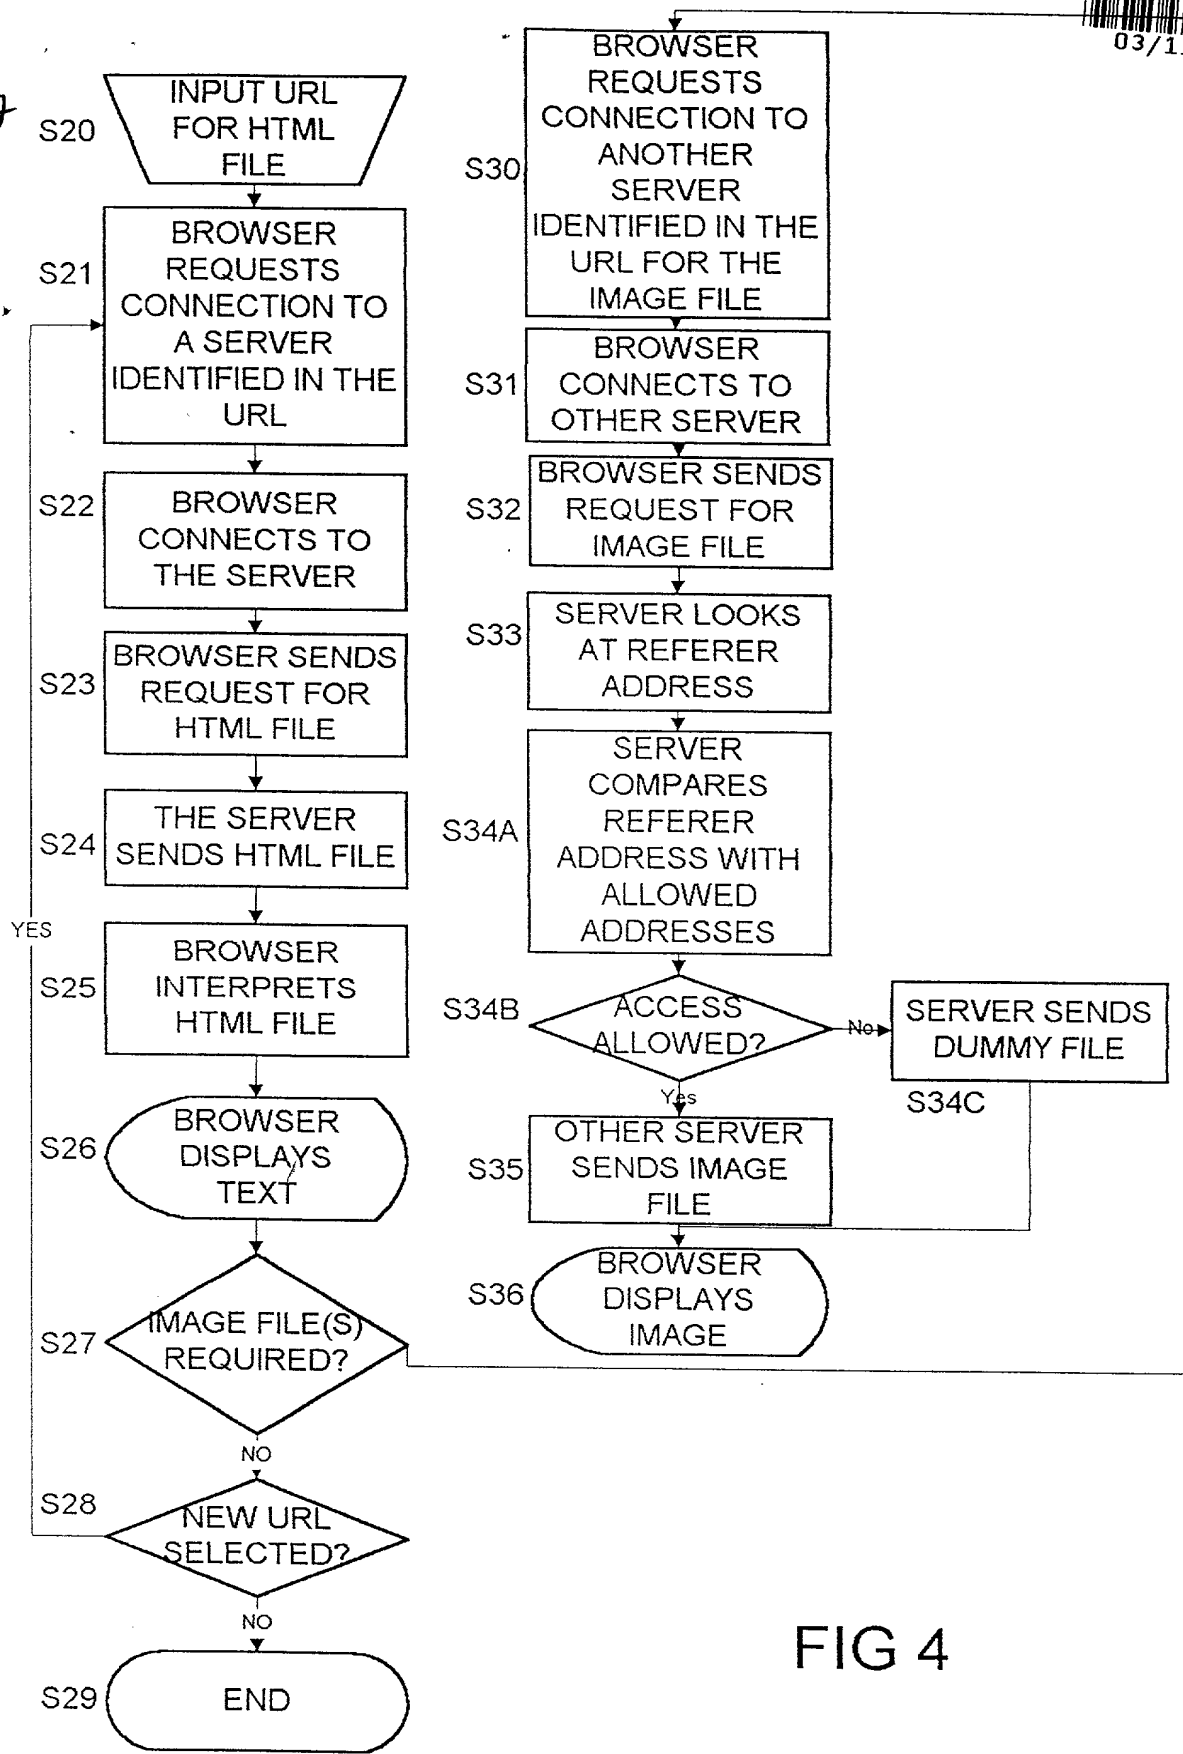 S20
INPUT URL
FOR HTML
FILE
S21
BROWSER
REQUESTS
CONNECTION TO
A SERVER
IDENTIFIED IN THE
URL
S22
BROWSER
CONNECTS TO
THE SERVER
S23
BROWSER SENDS
REQUEST FOR
HTML FILE
S24
THE SERVER
SENDS HTML FILE
YES
S25
BROWSER
INTERPRETS
HTML FILE
S26
BROWSER
DISPLAYS
TEXT
S27
IMAGE FILE(S)
REQUIRED?
NO
S28
NEW URL
SELECTED?
NO
S29
END
S30
BROWSER
REQUESTS
CONNECTION TO
ANOTHER
SERVER
IDENTIFIED IN THE
URL FOR THE
IMAGE FILE
S31
BROWSER
CONNECTS TO
OTHER SERVER
S32
BROWSER SENDS
REQUEST FOR
IMAGE FILE
S33
SERVER LOOKS
AT REFERER
ADDRESS
S34A
SERVER
COMPARES
REFERER
ADDRESS WITH
ALLOWED
ADDRESSES
S34B
ACCESS
ALLOWED?
No
SERVER SENDS
DUMMY FILE
S34C
Yes
S35
OTHER SERVER
SENDS IMAGE
FILE
S36
BROWSER
DISPLAYS
IMAGE
FIG 4